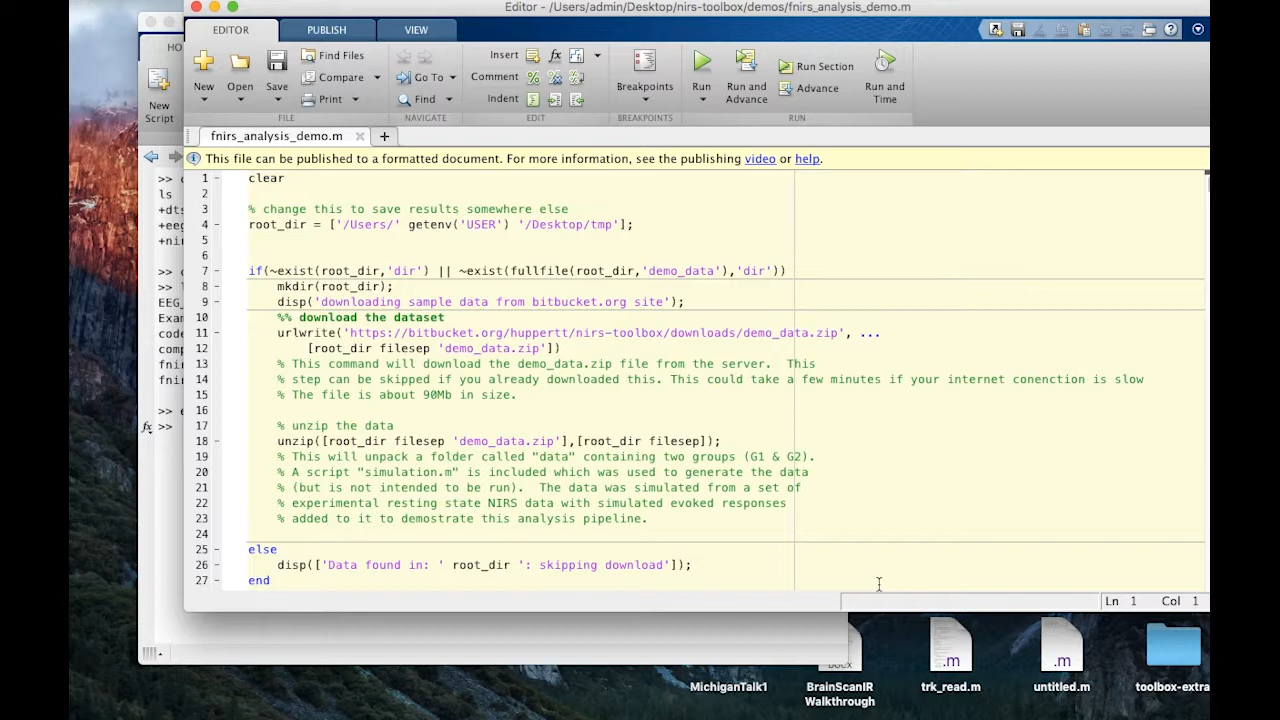 Editor - /Users/admin/Desktop/nirs-toolbox/demos/fnirs_analysis_demo.m
HO
EDITOR PUBLISH VIEW
New Script
New Open Save
Find Files
Compare
Print
FILE
Go To
Find
NAVIGATE
Insert fx
Comment
Indent
EDIT
Breakpoints
BREAKPOINTS
Run
Run and Advance
Run Section
Advance
Run and Time
RUN
fnirs_analysis_demo.m
This file can be published to a formatted document. For more information, see the publishing video or help.
>> c
ls
+dts
+eeg
+nir
>> c
>> l
EEG_
Exam
code
comp
fnir
fnir
>> e
fx >>
1 - clear
2
3 % change this to save results somewhere else
4 - root_dir = ['/Users/' getenv('USER') '/Desktop/tmp'];
5
6
7 - if(~exist(root_dir,'dir') || ~exist(fullfile(root_dir,'demo_data'),'dir'))
8 - mkdir(root_dir);
9 - disp('downloading sample data from bitbucket.org site');
10 %% download the dataset
11 - urlwrite('https://bitbucket.org/huppertt/nirs-toolbox/downloads/demo_data.zip', ...
12 [root_dir filesep 'demo_data.zip'])
13 % This command will download the demo_data.zip file from the server. This
14 % step can be skipped if you already downloaded this. This could take a few minutes if your internet conenction is slow
15 % The file is about 90Mb in size.
16
17 % unzip the data
18 - unzip([root_dir filesep 'demo_data.zip'],[root_dir filesep]);
19 % This will unpack a folder called "data" containing two groups (G1 & G2).
20 % A script "simulation.m" is included which was used to generate the data
21 % (but is not intended to be run). The data was simulated from a set of
22 % experimental resting state NIRS data with simulated evoked responses
23 % added to it to demostrate this analysis pipeline.
24
25 - else
26 - disp(['Data found in: ' root_dir ': skipping download']);
27 - end
Ln 1 Col 1
DOCX
.m
.m
MichiganTalk1
BrainScanIR
Walkthrough
trk_read.m
untitled.m
toolbox-extra